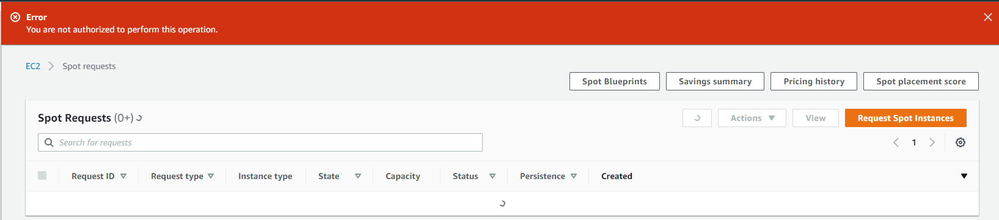 Error
You are not authorized to perform this operation.
EC2 Spot requests
Spot Blueprints Savings summary Pricing history Spot placement score
Spot Requests (0+) Actions View Request Spot Instances
Search for requests 1
Request ID Request type Instance type State Capacity Status Persistence Created